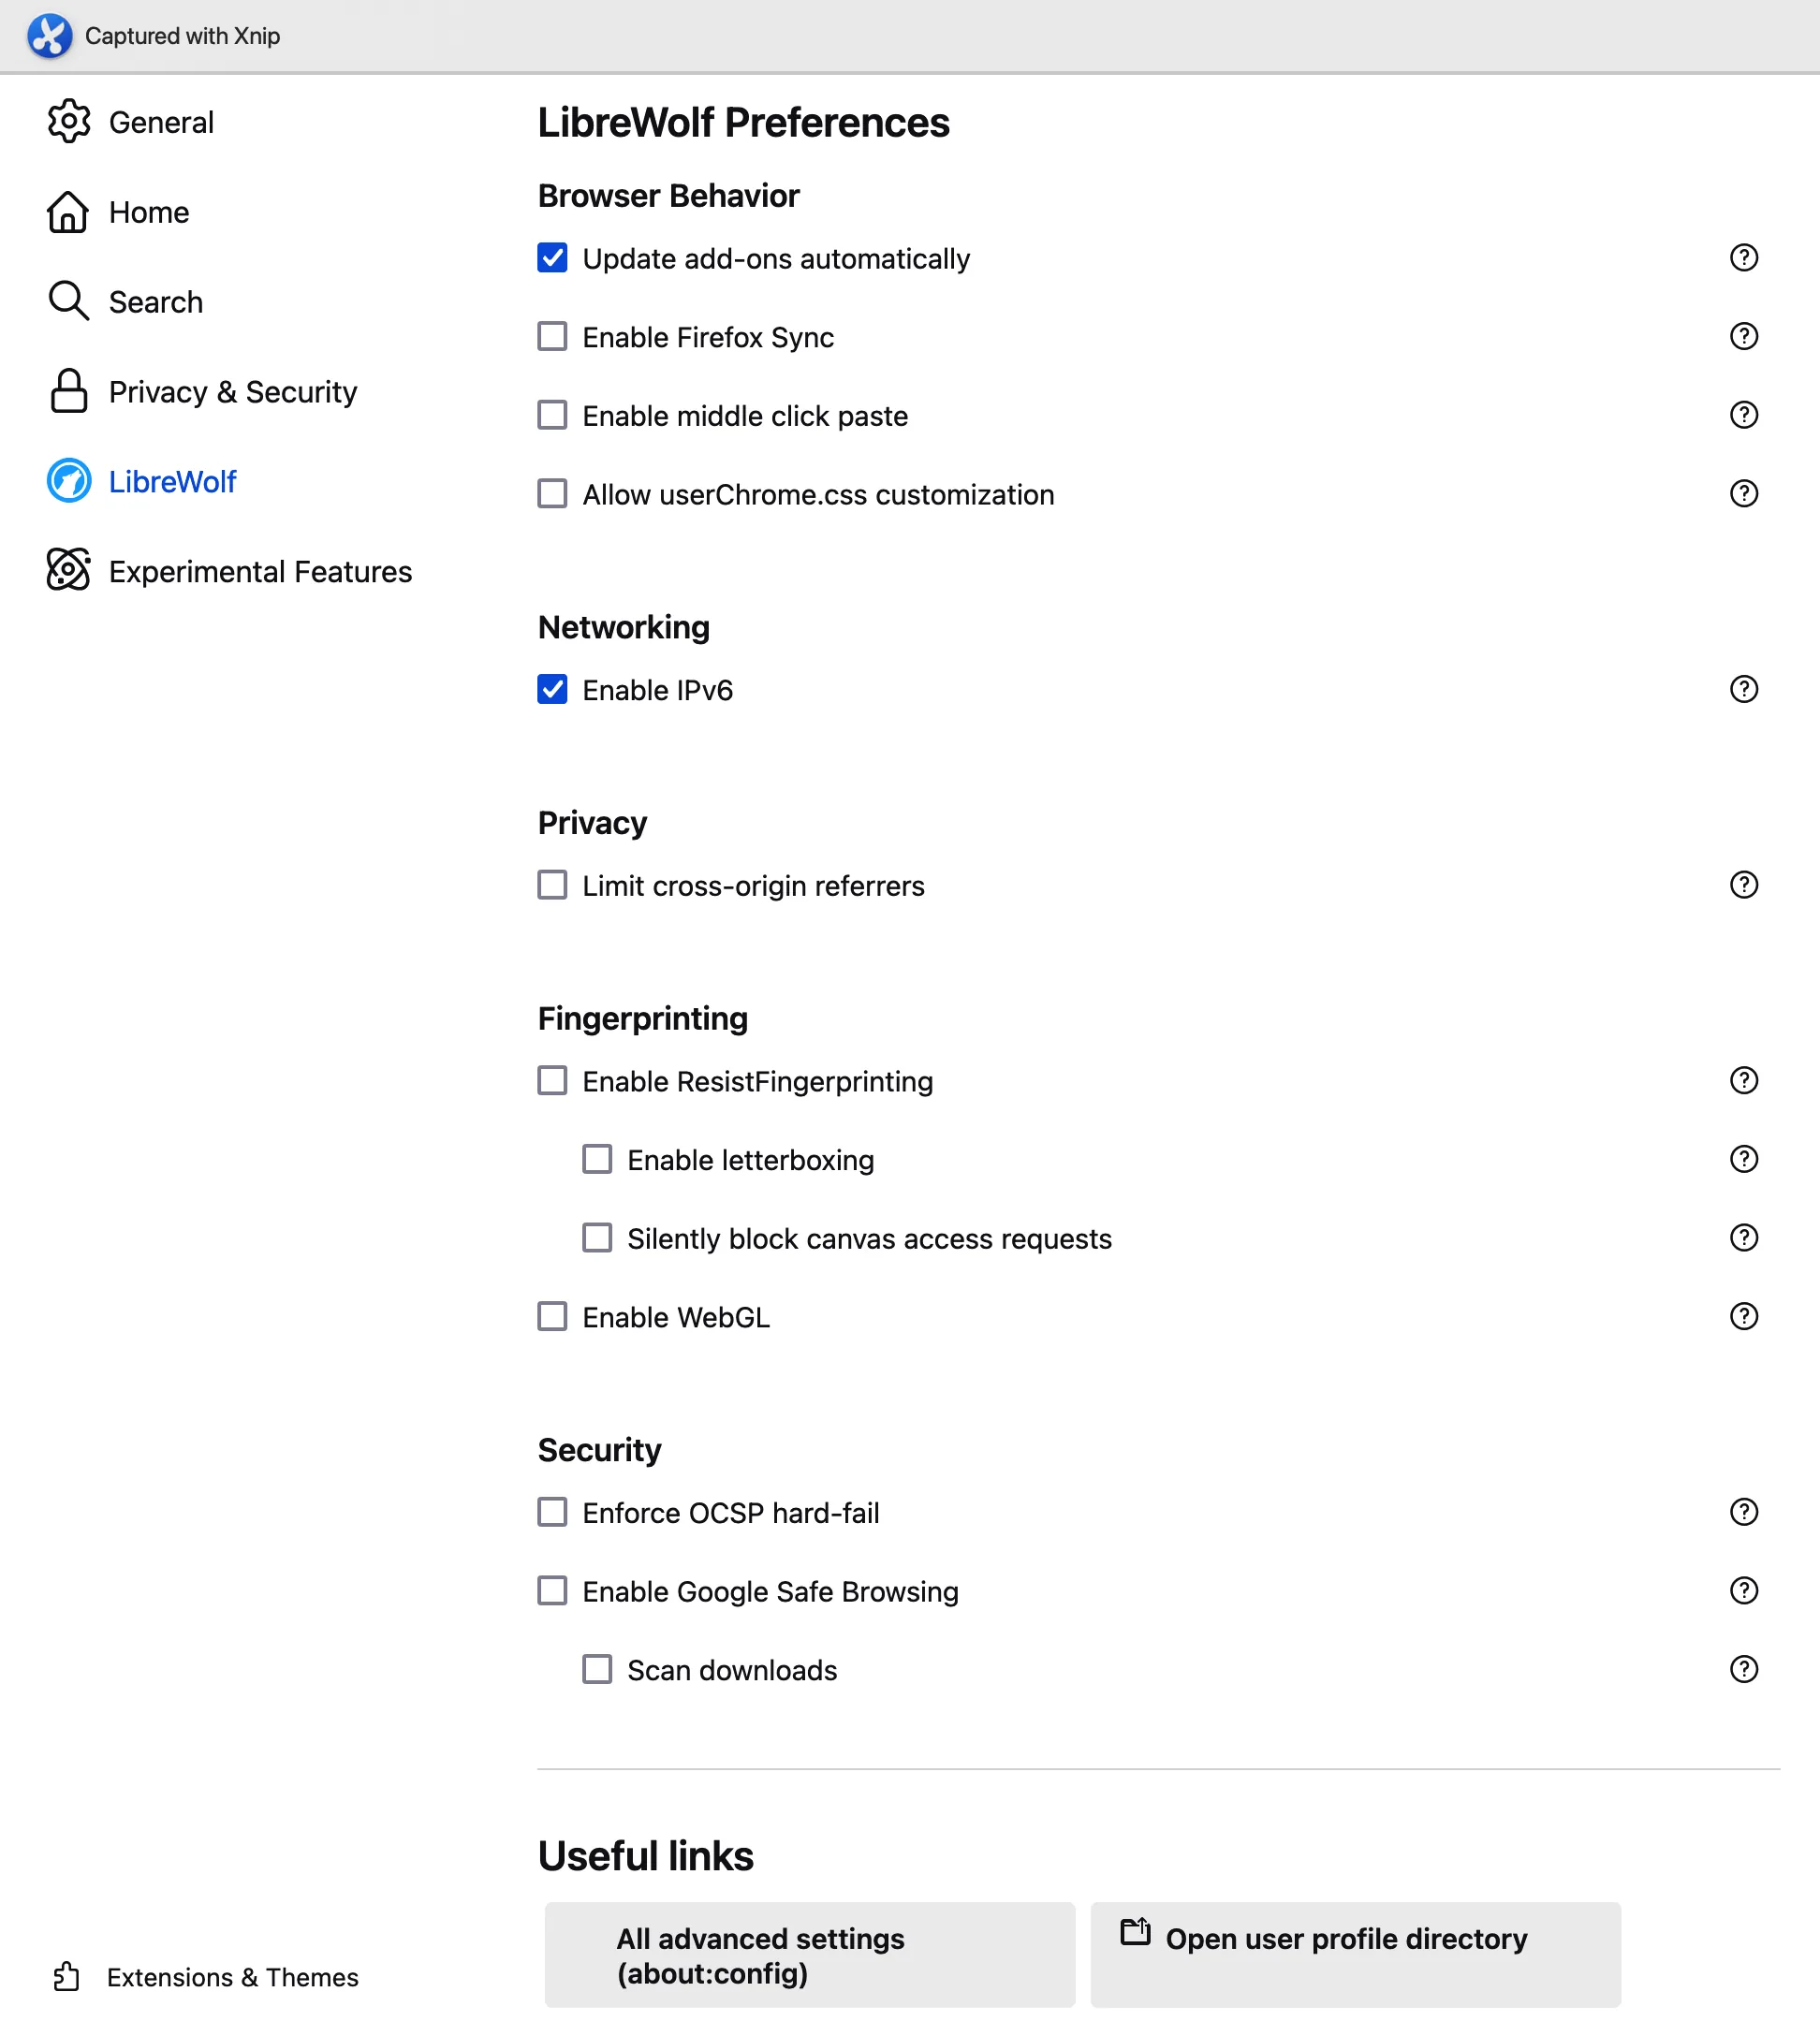 Captured with Xnip
General
Home
Search
Privacy & Security
LibreWolf
Experimental Features
Extensions & Themes
LibreWolf Preferences
Browser Behavior
Update add-ons automatically
Enable Firefox Sync
Enable middle click paste
Allow userChrome.css customization
Networking
Enable IPv6
Privacy
Limit cross-origin referrers
Fingerprinting
Enable ResistFingerprinting
Enable letterboxing
Silently block canvas access requests
Enable WebGL
Security
Enforce OCSP hard-fail
Enable Google Safe Browsing
Scan downloads
Useful links
All advanced settings
(about:config)
Open user profile directory